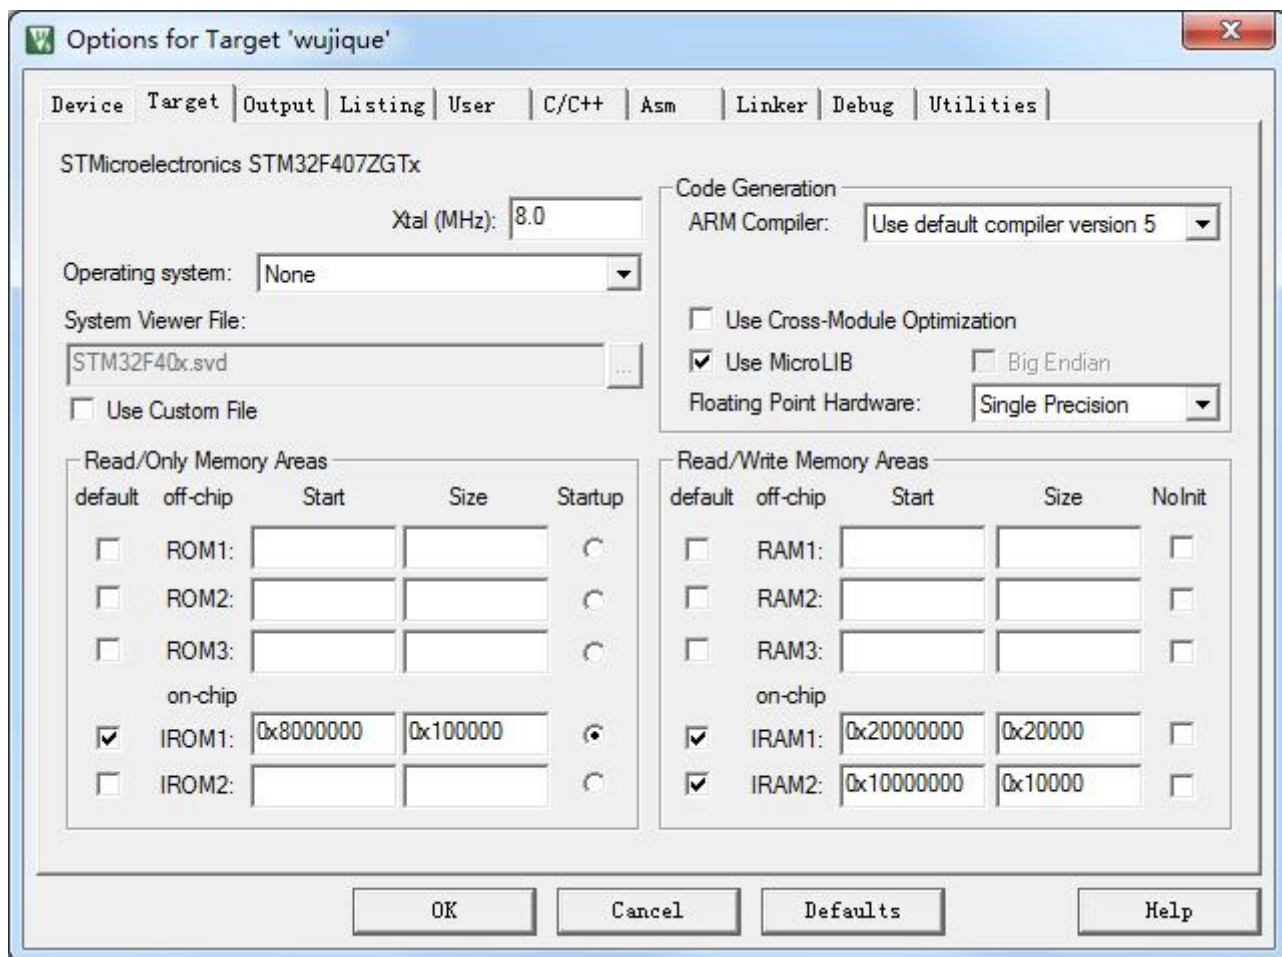 Options for Target 'wujique'
Device Target Output Listing User C/C++ Asm Linker Debug Utilities
STMicroelectronics STM32F407ZGTx
Xtal (MHz): 8.0
Operating system: None
System Viewer File:
STM32F40x.svd ...
Use Custom File
Code Generation
ARM Compiler: Use default compiler version 5
Use Cross-Module Optimization
Use MicroLIB Big Endian
Floating Point Hardware: Single Precision
Read/Only Memory Areas
default off-chip Start Size Startup
ROM1:
ROM2:
ROM3:
on-chip
IROM1: 0x8000000 0x100000
IROM2:
Read/Write Memory Areas
default off-chip Start Size NoInit
RAM1:
RAM2:
RAM3:
on-chip
IRAM1: 0x20000000 0x20000
IRAM2: 0x10000000 0x10000
OK Cancel Defaults Help